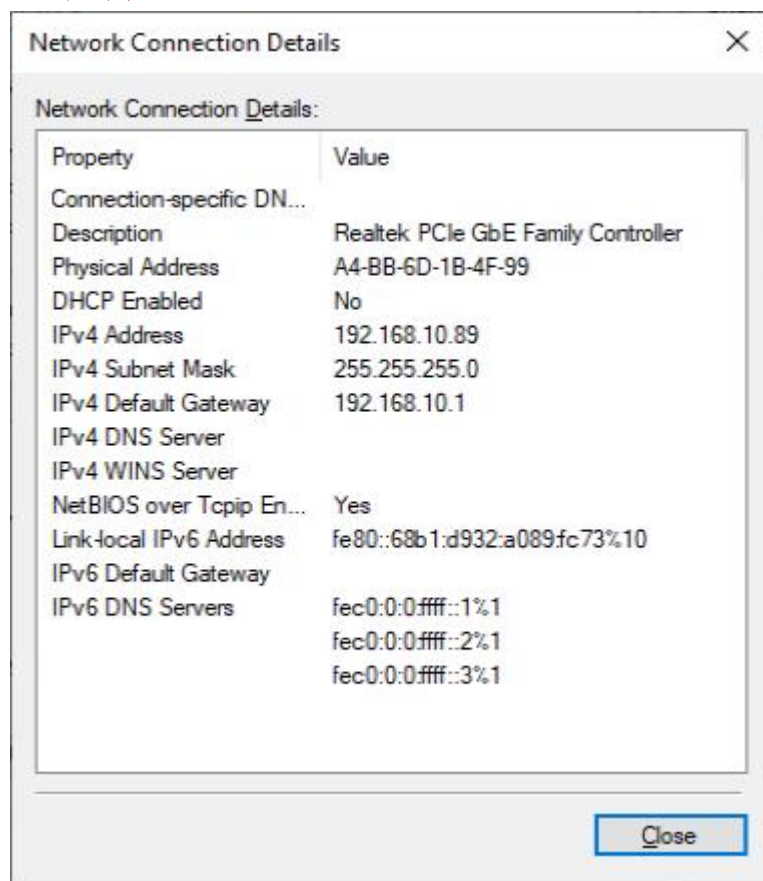 Network Connection Details
Network Connection Details:
Property Value
Connection-specific DN...
Description Realtek PCIe GbE Family Controller
Physical Address A4-BB-6D-1B-4F-99
DHCP Enabled No
IPv4 Address 192.168.10.89
IPv4 Subnet Mask 255.255.255.0
IPv4 Default Gateway 192.168.10.1
IPv4 DNS Server
IPv4 WINS Server
NetBIOS over Tcpip En... Yes
Link-local IPv6 Address fe80::68b1:d932:a089:fc73%10
IPv6 Default Gateway
IPv6 DNS Servers fec0:0:0:ffff::1%1
fec0:0:0:ffff::2%1
fec0:0:0:ffff::3%1
Close